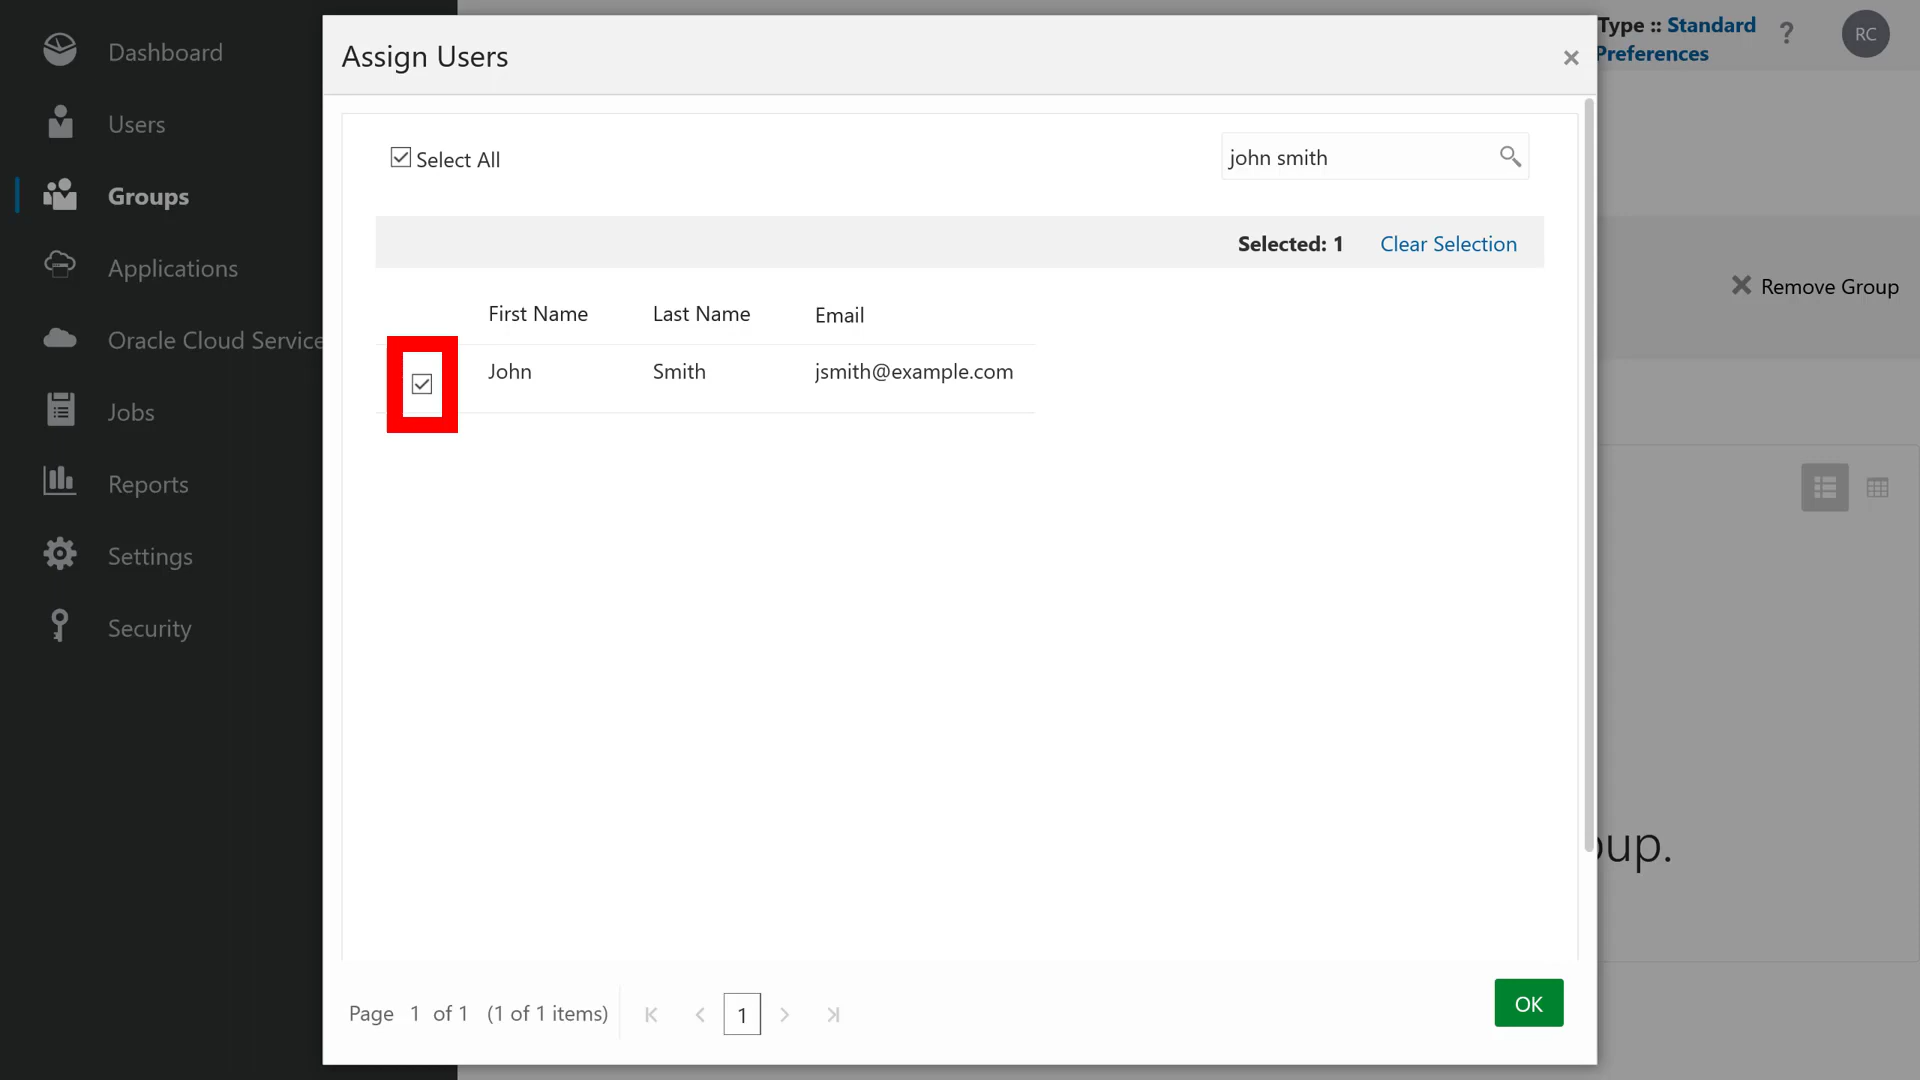 Dashboard
Users
Groups
Applications
Oracle Cloud Service
Jobs
Reports
Settings
Security
Assign Users
Type :: Standard
Preferences
?
RC
Select All
john smith
Selected: 1 Clear Selection
Remove Group
First Name Last Name Email
John Smith jsmith@example.com
oup.
Page 1 of 1 (1 of 1 items) 1
OK